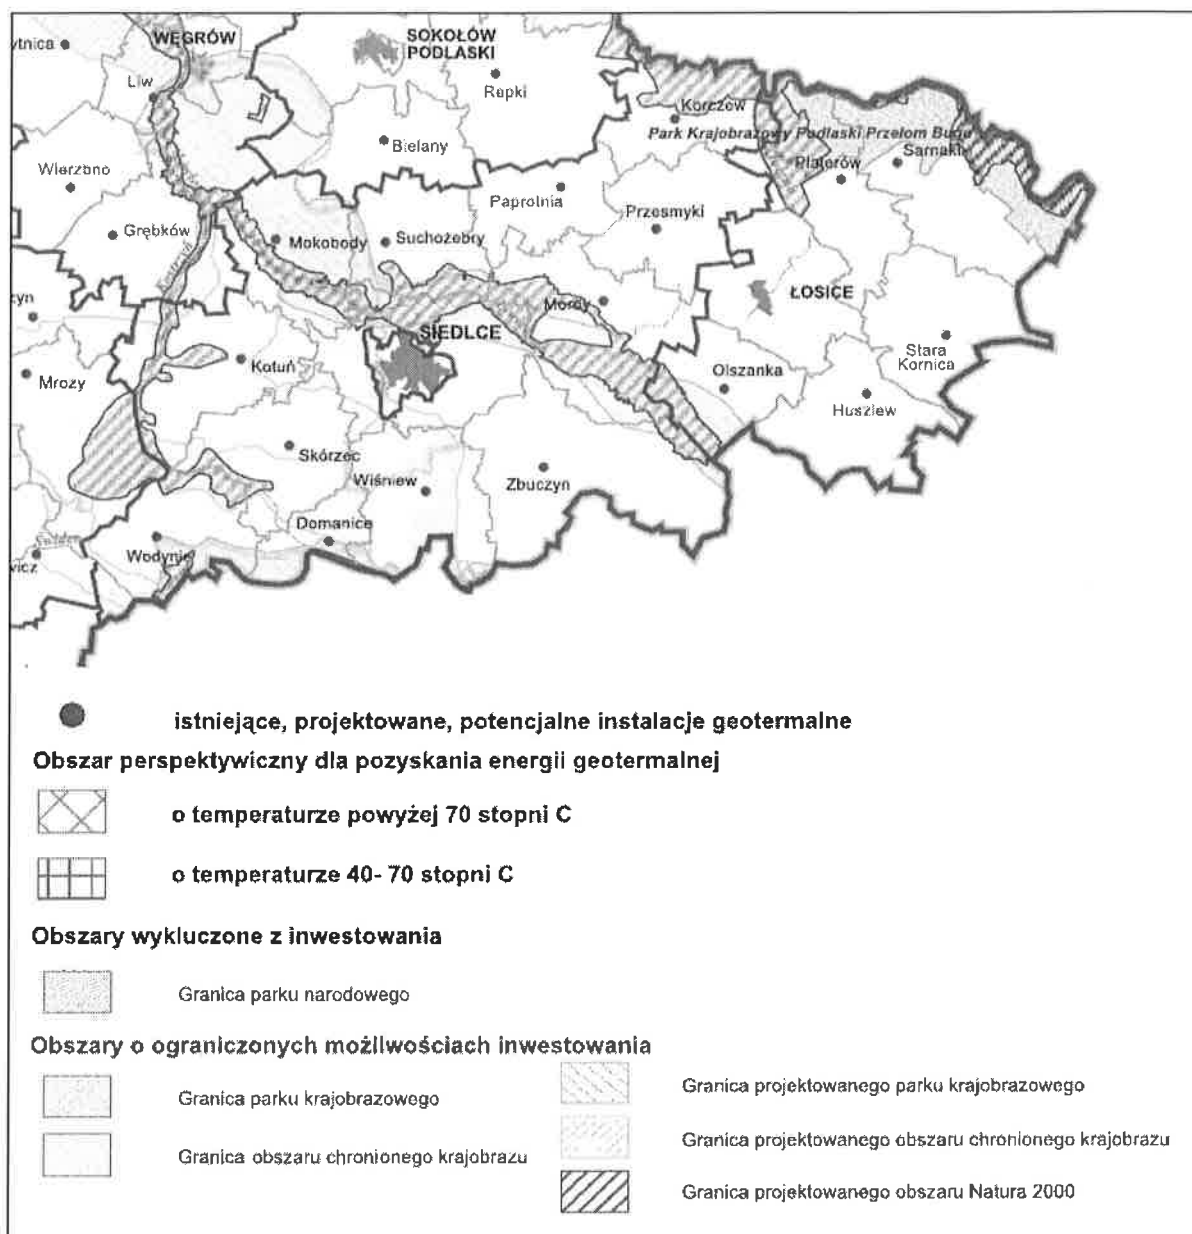 ytnica
WĘGRÓW
SOKOŁÓW
PODLASKI
Liw
Repki
Korczew
Bielany
Park Krajobrazowy Podlaski Przełom Bugu
Sarnaki
Platerów
Wierzbno
Paprotnia
Przesmyki
Grębków
Mokobody
Suchożebry
Mordy
ŁOSICE
zyn
SIEDLCE
Kotuń
Stara
Kornica
Mrozy
Olszanka
Huszlew
Skórzec
Wiśniew
Zbuczyn
Domanice
Wodynie
wicz
istniejące, projektowane, potencjalne instalacje geotermalne
Obszar perspektywiczny dla pozyskania energii geotermalnej
o temperaturze powyżej 70 stopni C
o temperaturze 40- 70 stopni C
Obszary wykluczone z inwestowania
Granica parku narodowego
Obszary o ograniczonych możliwościach inwestowania
Granica parku krajobrazowego
Granica projektowanego parku krajobrazowego
Granica obszaru chronionego krajobrazu
Granica projektowanego obszaru chronionego krajobrazu
Granica projektowanego obszaru Natura 2000